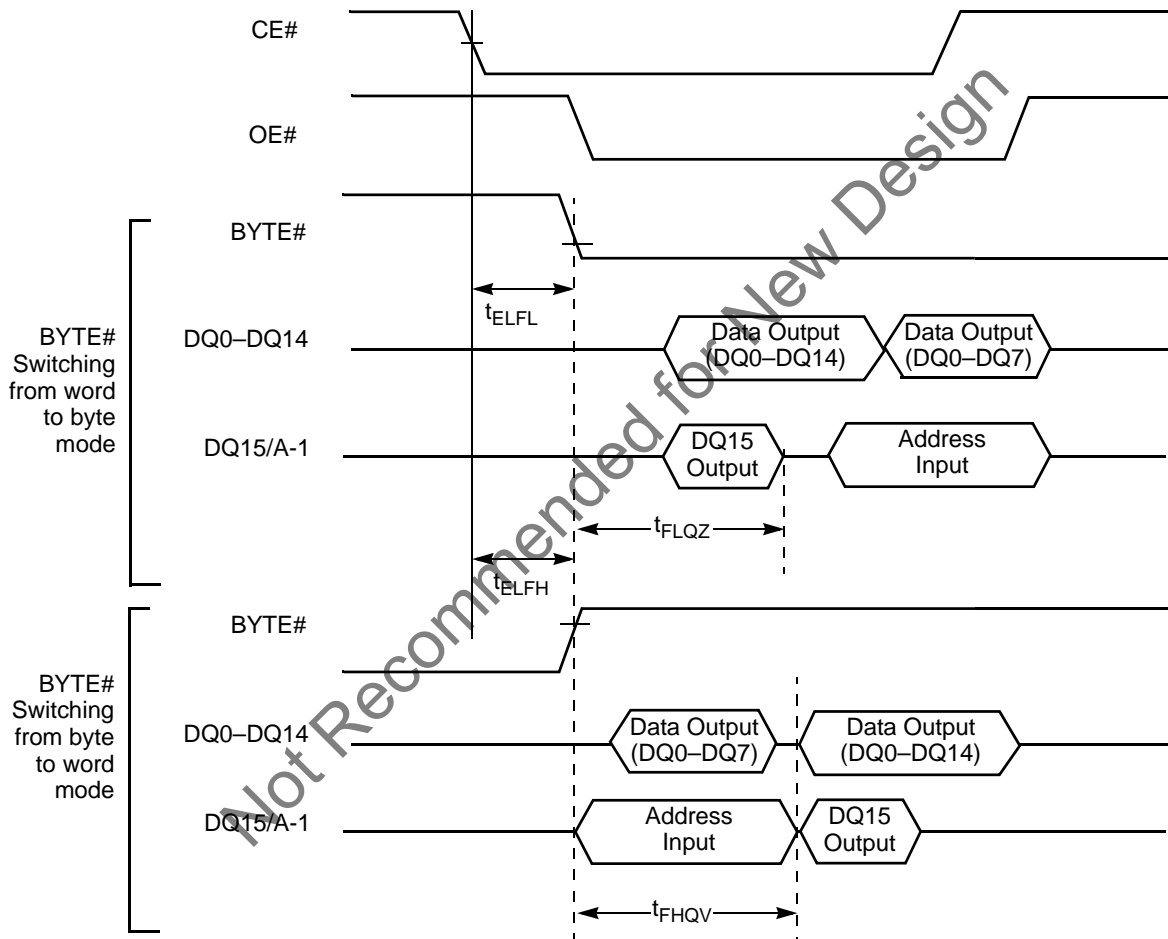 CE#
OE#
BYTE#
tELFL
BYTE#
Switching
from word
to byte
mode
DQ0–DQ14
Data Output
(DQ0–DQ14)
Data Output
(DQ0–DQ7)
DQ15/A-1
DQ15
Output
Address
Input
tFLQZ
tELFH
BYTE#
BYTE#
Switching
from byte
to word
mode
DQ0–DQ14
Data Output
(DQ0–DQ7)
Data Output
(DQ0–DQ14)
DQ15/A-1
Address
Input
DQ15
Output
tFHQV
Not Recommended for New Design